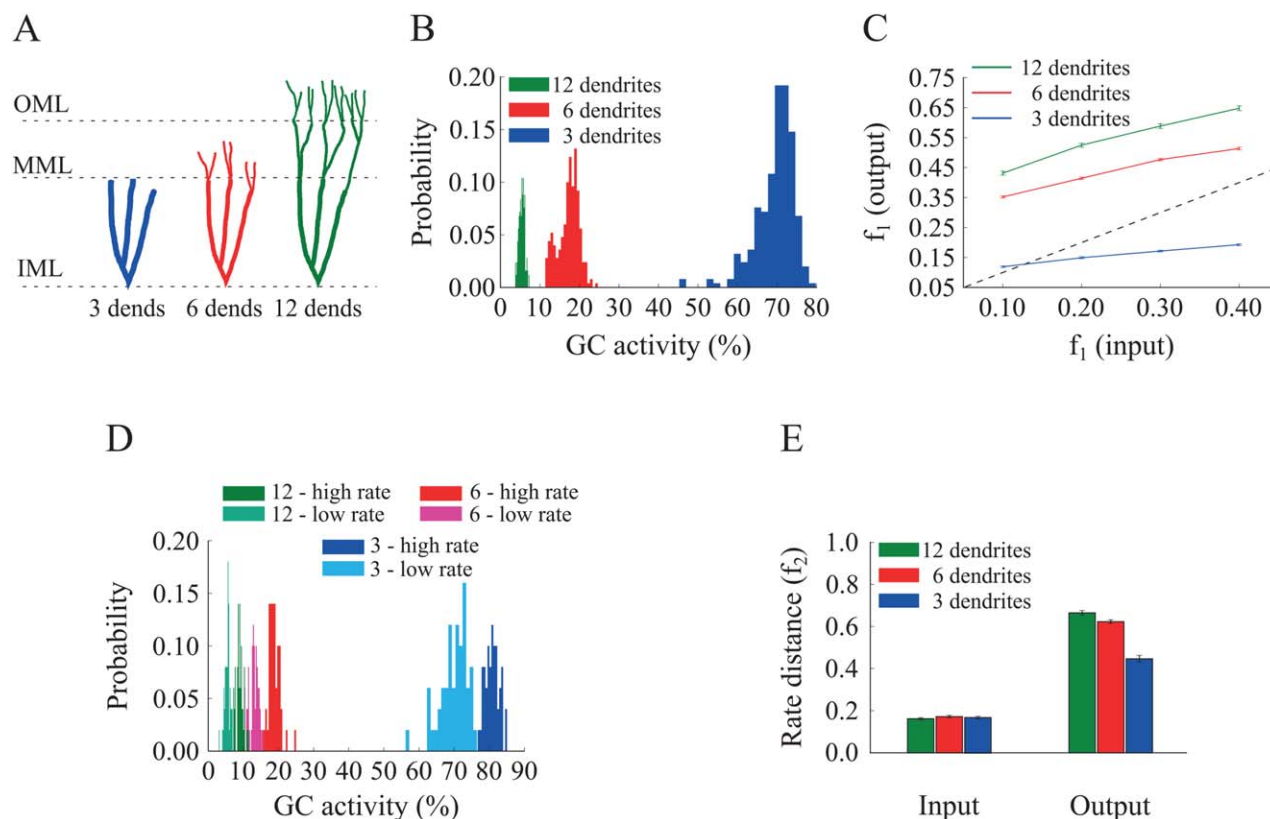 A
OML
MML
IML
3 dends 6 dends 12 dends
B
0.20
0.15
0.10
0.05
0.00
Probability
12 dendrites
6 dendrites
3 dendrites
0 10 20 30 40 50 60 70 80
GC activity (%)
C
12 dendrites
6 dendrites
3 dendrites
0.75
0.65
0.55
0.45
0.35
0.25
0.15
0.05
f₁ (output)
0.10 0.20 0.30 0.40
f₁ (input)
D
12 - high rate 6 - high rate
12 - low rate 6 - low rate
3 - high rate
3 - low rate
0.20
0.15
0.10
0.05
0.00
Probability
0 10 20 30 40 50 60 70 80 90
GC activity (%)
E
1.0
0.8
0.6
0.4
0.2
0.0
Rate distance (f₂)
12 dendrites
6 dendrites
3 dendrites
Input Output